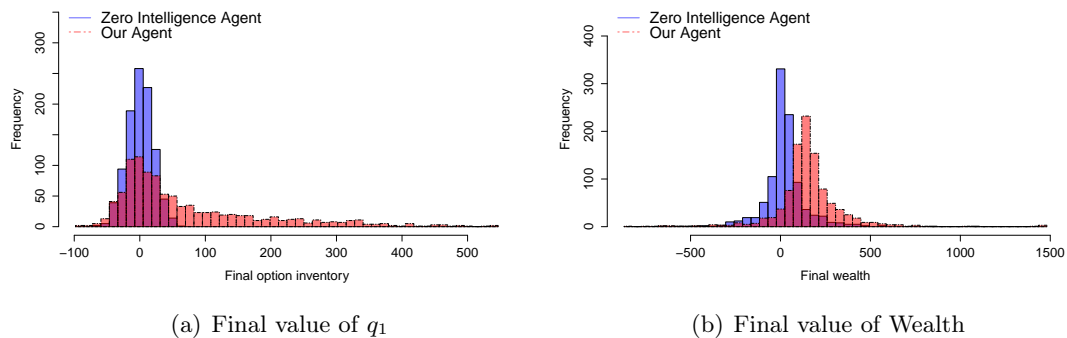 Zero Intelligence Agent
Our Agent
Frequency
0
50
100
200
300
−100
0
100
200
300
400
500
Final option inventory
(a) Final value of q1
Zero Intelligence Agent
Our Agent
Frequency
0
100
200
300
400
−500
0
500
1000
1500
Final wealth
(b) Final value of Wealth